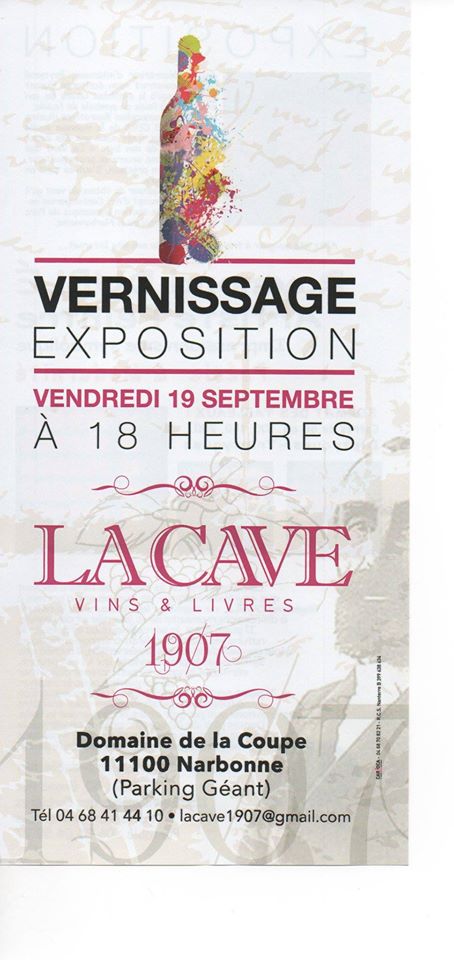 VERNISSAGE
EXPOSITION
VENDREDI 19 SEPTEMBRE
À 18 HEURES
LA CAVE
VINS & LIVRES
1907
1907
Domaine de la Coupe
11100 Narbonne
(Parking Géant)
Tél 04 68 41 44 10 • lacave1907@gmail.com